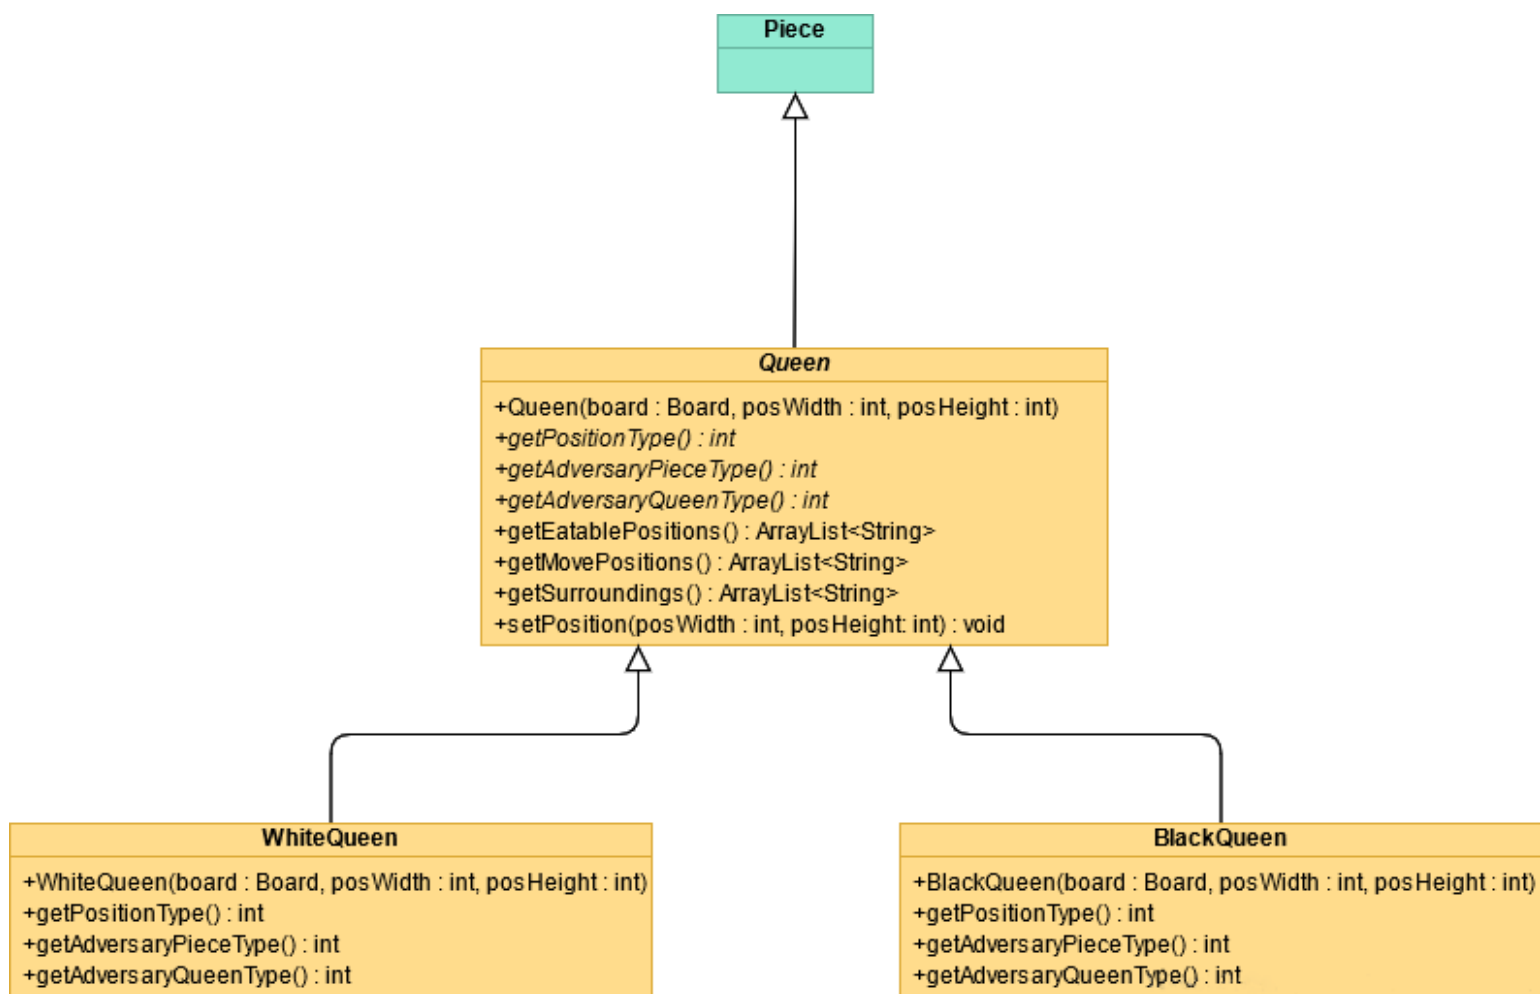 Piece
Queen
+Queen(board : Board, posWidth : int, posHeight : int)
+getPositionType() : int
+getAdversaryPieceType() : int
+getAdversaryQueenType() : int
+getEatablePositions() : ArrayList<String>
+getMovePositions() : ArrayList<String>
+getSurroundings() : ArrayList<String>
+setPosition(posWidth : int, posHeight: int) : void
WhiteQueen
+WhiteQueen(board : Board, posWidth : int, posHeight : int)
+getPositionType() : int
+getAdversaryPieceType() : int
+getAdversaryQueenType() : int
BlackQueen
+BlackQueen(board : Board, posWidth : int, posHeight : int)
+getPositionType() : int
+getAdversaryPieceType() : int
+getAdversaryQueenType() : int